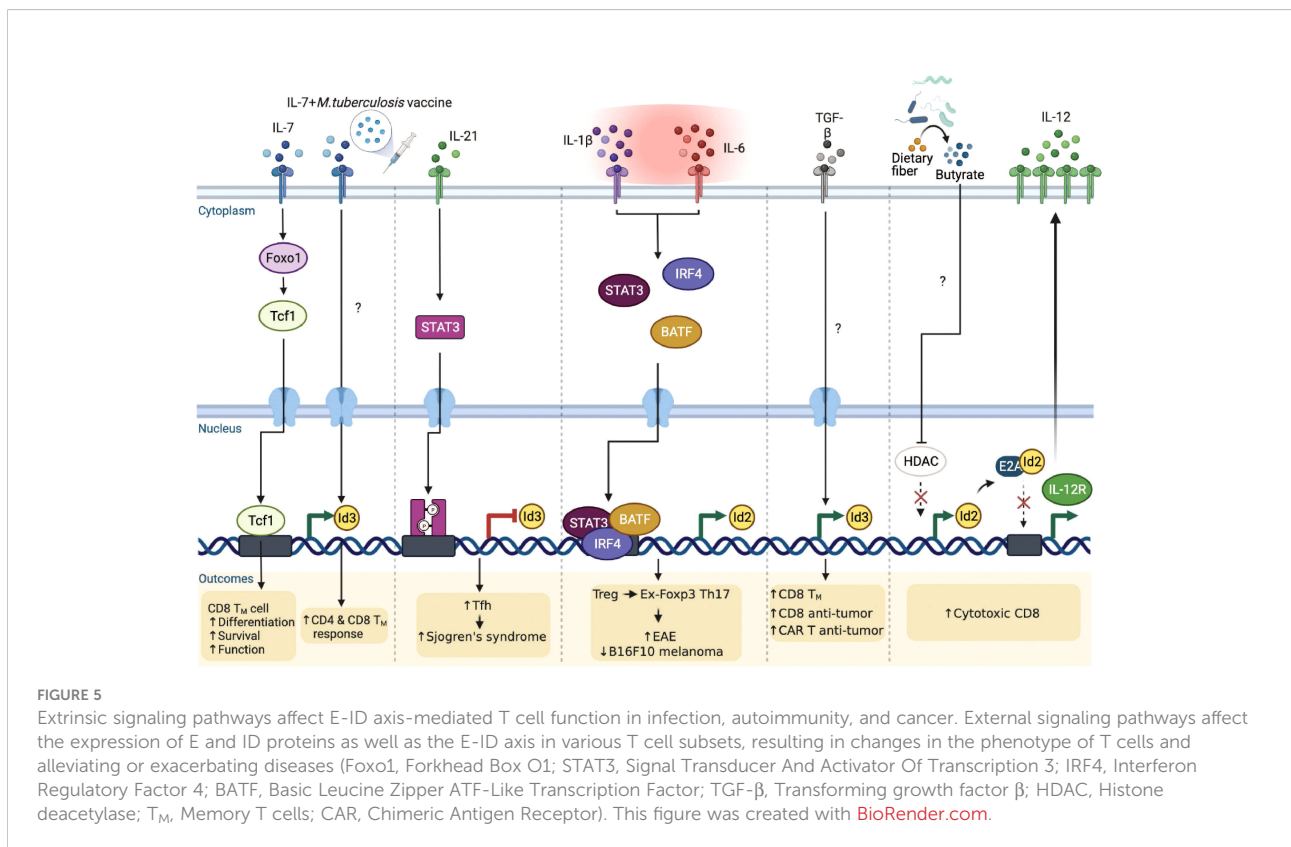 IL-7+M.tuberculosis vaccine
IL-7
IL-21
IL-1β
IL-6
TGF-
β
Dietary
fiber
Butyrate
IL-12
Cytoplasm
Foxo1
Tcf1
?
STAT3
STAT3
IRF4
BATF
?
?
Nucleus
Tcf1
Id3
P
P
Id3
STAT3
BATF
IRF4
Id2
Id3
HDAC
Id2
E2A
Id2
IL-12R
Outcomes
CD8 TM cell
↑Differentiation
↑Survival
↑Function
↑CD4 & CD8 TM
response
↑Tfh
↑Sjogren's syndrome
Treg → Ex-Foxp3 Th17
↑EAE
↓B16F10 melanoma
↑CD8 TM
↑CD8 anti-tumor
↑CAR T anti-tumor
↑Cytotoxic CD8
FIGURE 5
Extrinsic signaling pathways affect E-ID axis-mediated T cell function in infection, autoimmunity, and cancer. External signaling pathways affect
the expression of E and ID proteins as well as the E-ID axis in various T cell subsets, resulting in changes in the phenotype of T cells and
alleviating or exacerbating diseases (Foxo1, Forkhead Box O1; STAT3, Signal Transducer And Activator Of Transcription 3; IRF4, Interferon
Regulatory Factor 4; BATF, Basic Leucine Zipper ATF-Like Transcription Factor; TGF-β, Transforming growth factor β; HDAC, Histone
deacetylase; TM, Memory T cells; CAR, Chimeric Antigen Receptor). This figure was created with BioRender.com.